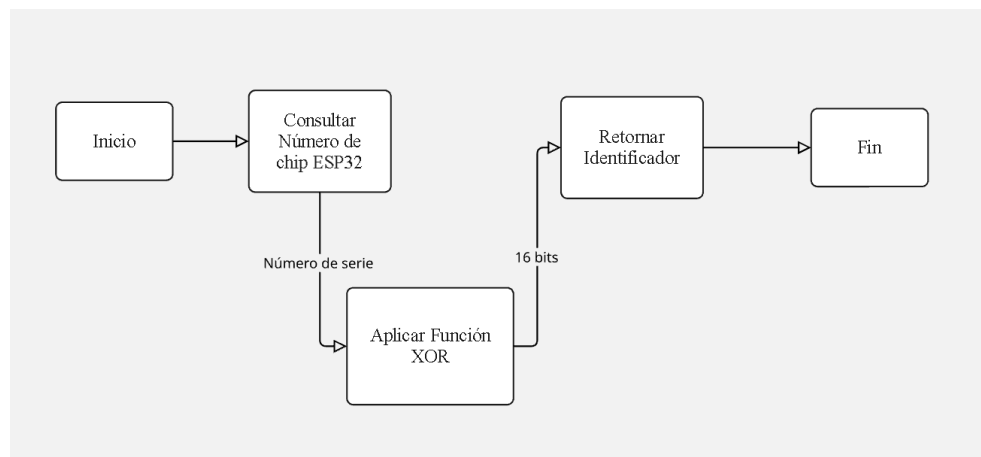 Inicio
Consultar
Número de
chip ESP32
Número de serie
Aplicar Función
XOR
16 bits
Retornar
Identificador
Fin